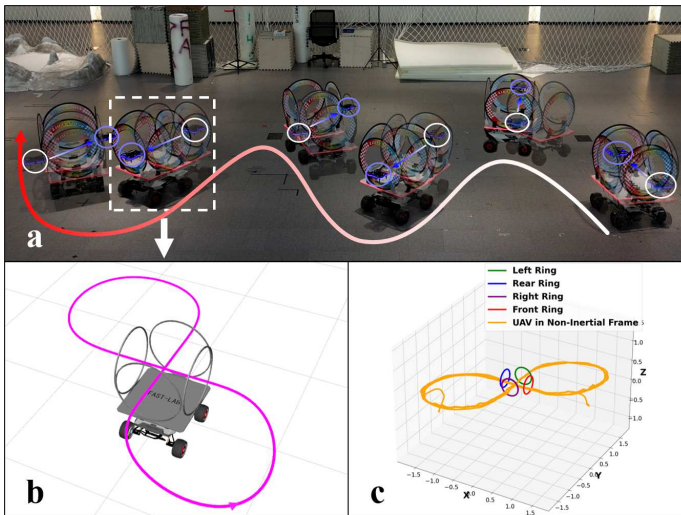 a
b
FAST-LAB
c
Left Ring
Rear Ring
Right Ring
Front Ring
UAV in Non-Inertial Frame
1.5
1.0
0.5
Z
0.0
-0.5
-1.0
-1.5 -1.0 -0.5 0.0 0.5 1.0 1.5
X
-1.5 -1.0 -0.5 0.0 0.5 1.0 1.5
Y